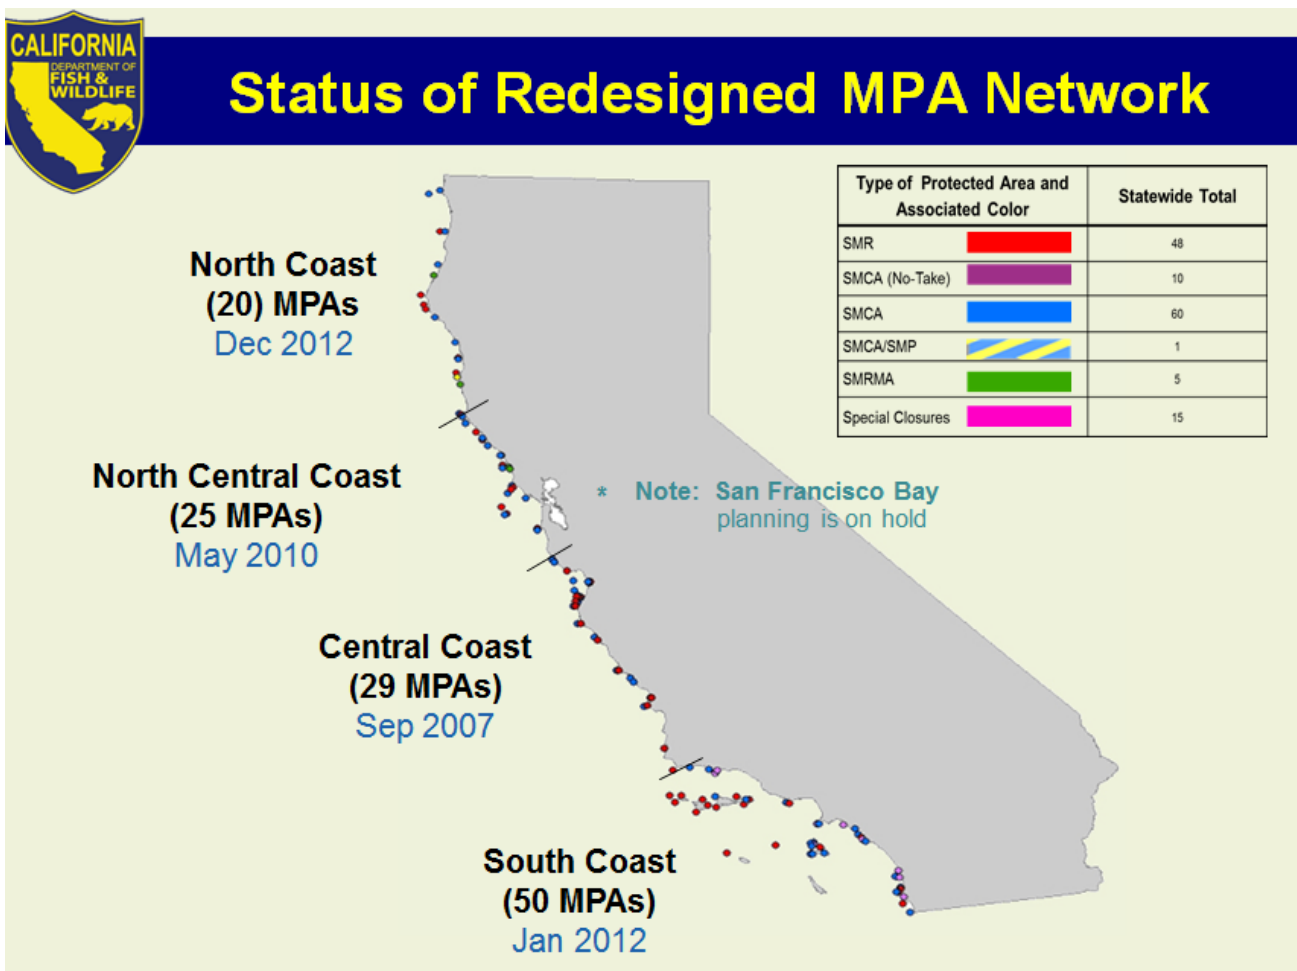 CALIFORNIA
DEPARTMENT OF
FISH &
WILDLIFE
Status of Redesigned MPA Network
Type of Protected Area and
Associated Color
Statewide Total
SMR 48
SMCA (No-Take) 10
SMCA 60
SMCA/SMP 1
SMRMA 5
Special Closures 15
North Coast
(20) MPAs
Dec 2012
North Central Coast
(25 MPAs)
May 2010
* Note: San Francisco Bay
planning is on hold
Central Coast
(29 MPAs)
Sep 2007
South Coast
(50 MPAs)
Jan 2012